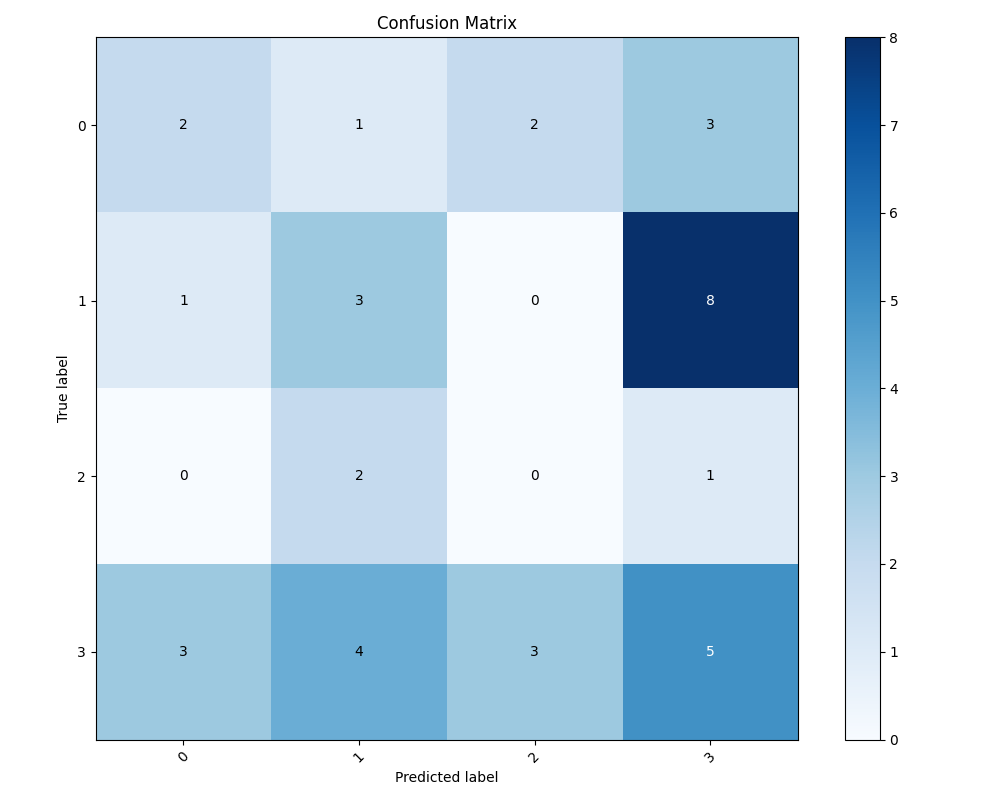 Confusion Matrix
8
0 2 1 2 3
7
6
1 1 3 0 8
5
4
True label
3
2 0 2 0 1
2
3 3 4 3 5
1
0
0 1 2 3
Predicted label